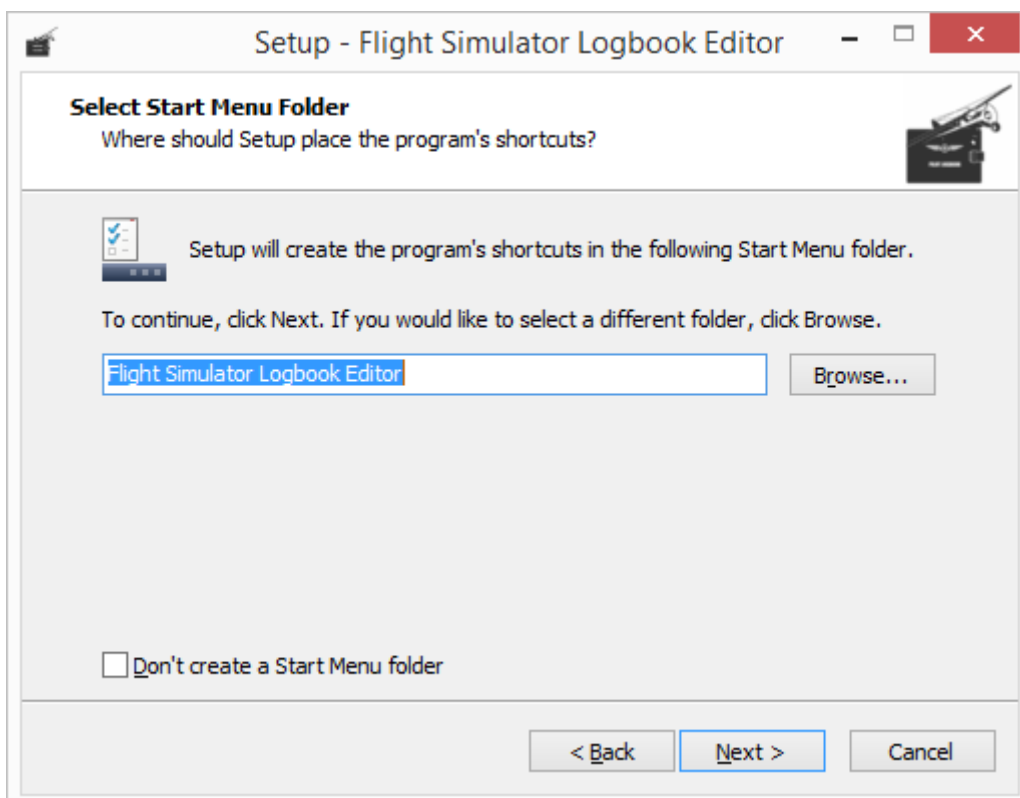 Setup - Flight Simulator Logbook Editor
Select Start Menu Folder
Where should Setup place the program's shortcuts?
Setup will create the program's shortcuts in the following Start Menu folder.
To continue, click Next. If you would like to select a different folder, click Browse.
Flight Simulator Logbook Editor
Browse...
Don't create a Start Menu folder
< Back
Next >
Cancel